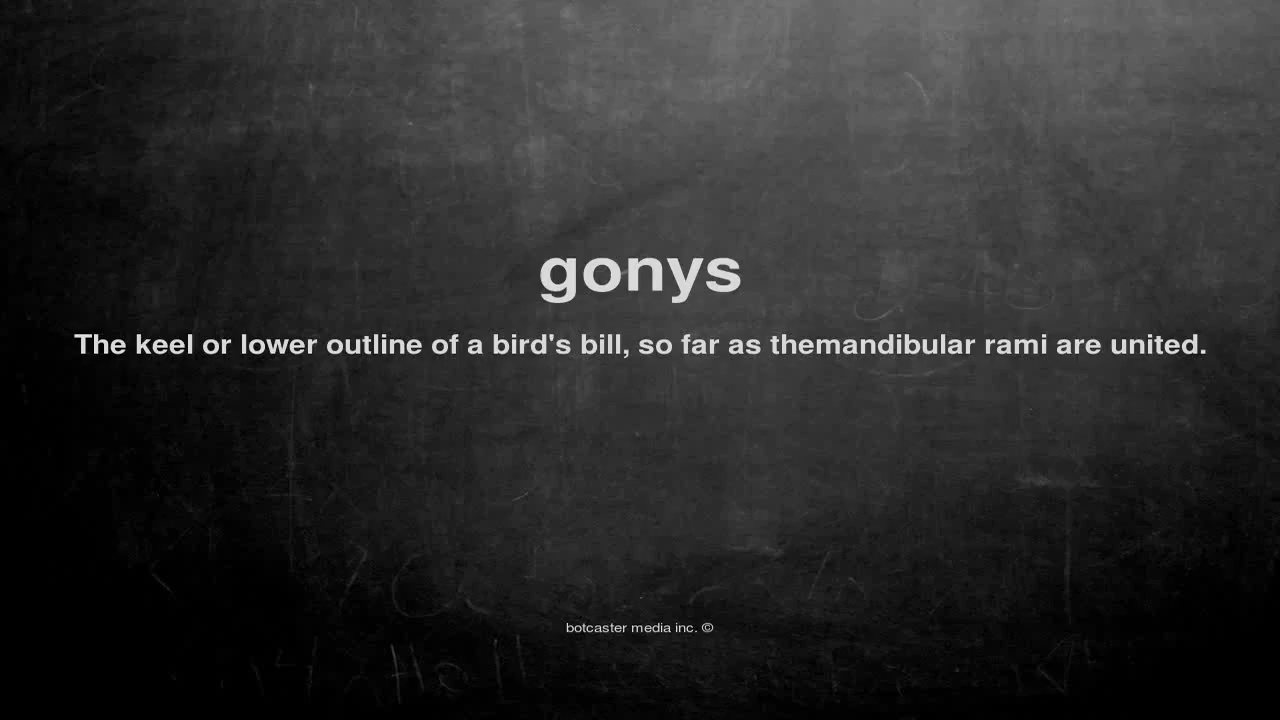 gonys
The keel or lower outline of a bird's bill, so far as themandibular rami are united.
botcaster media inc. ©